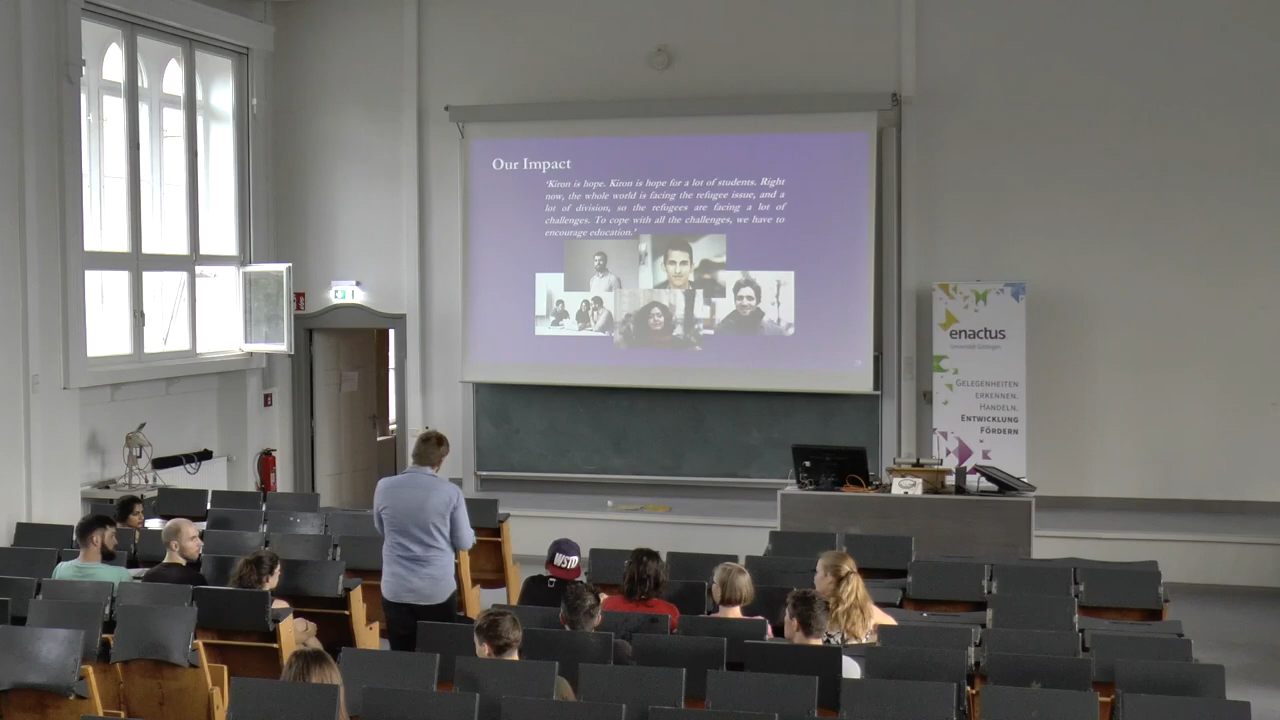 Our Impact
'Kiron is hope. Kiron is hope for a lot of students. Right
now, the whole world is facing the refugee issue, and a
lot of division, so the refugees are facing a lot of
challenges. To cope with all the challenges, we have to
encourage education.'
enactus
Universität Göttingen
GELEGENHEITEN
ERKENNEN.
HANDELN.
ENTWICKLUNG
FÖRDERN
WSTD